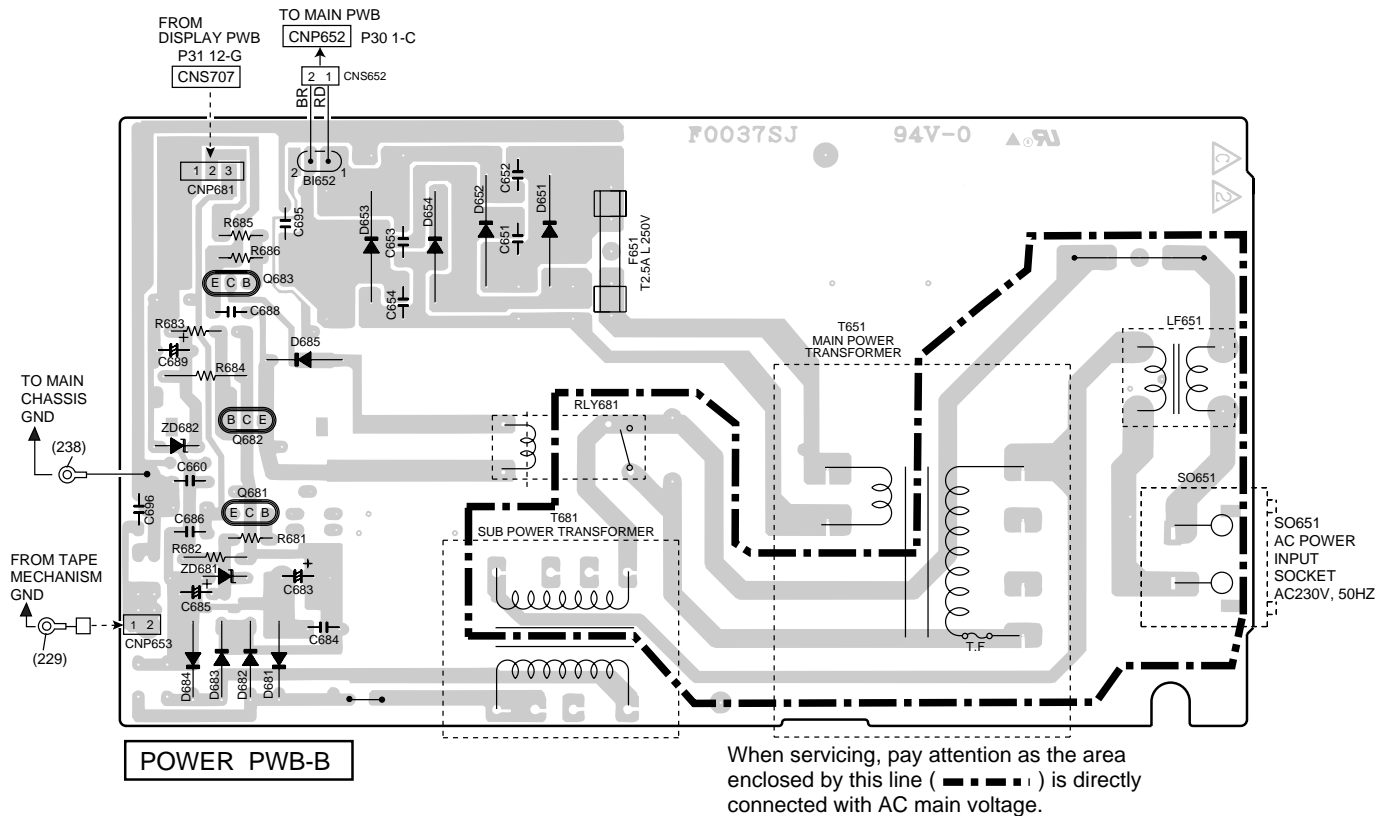 FROM
DISPLAY PWB
P31 12-G
CNS707
TO MAIN PWB
CNP652 P30 1-C
2 1 CNS652
BR
RD
F0037SJ 94V-0
C
2
1 2 3
CNP681
2 BI652 1
C695
R685
R686
E C B Q683
C688
R683
+
C689
R684
D685
D653
C653
C654
D654
D652
C652
C651
D651
F651
T2.5A L 250V
T651
MAIN POWER
TRANSFORMER
LF651
TO MAIN
CHASSIS
GND
(238)
ZD682
B C E
Q682
C660
RLY681
C696
Q681
E C B
C686
R682
R681
ZD681
+
C685
+
C683
C684
T681
SUB POWER TRANSFORMER
SO651
SO651
AC POWER
INPUT
SOCKET
AC230V, 50HZ
T.F
FROM TAPE
MECHANISM
GND
(229)
1 2
CNP653
D684
D683
D682
D681
POWER PWB-B
When servicing, pay attention as the area
enclosed by this line ( ) is directly
connected with AC main voltage.